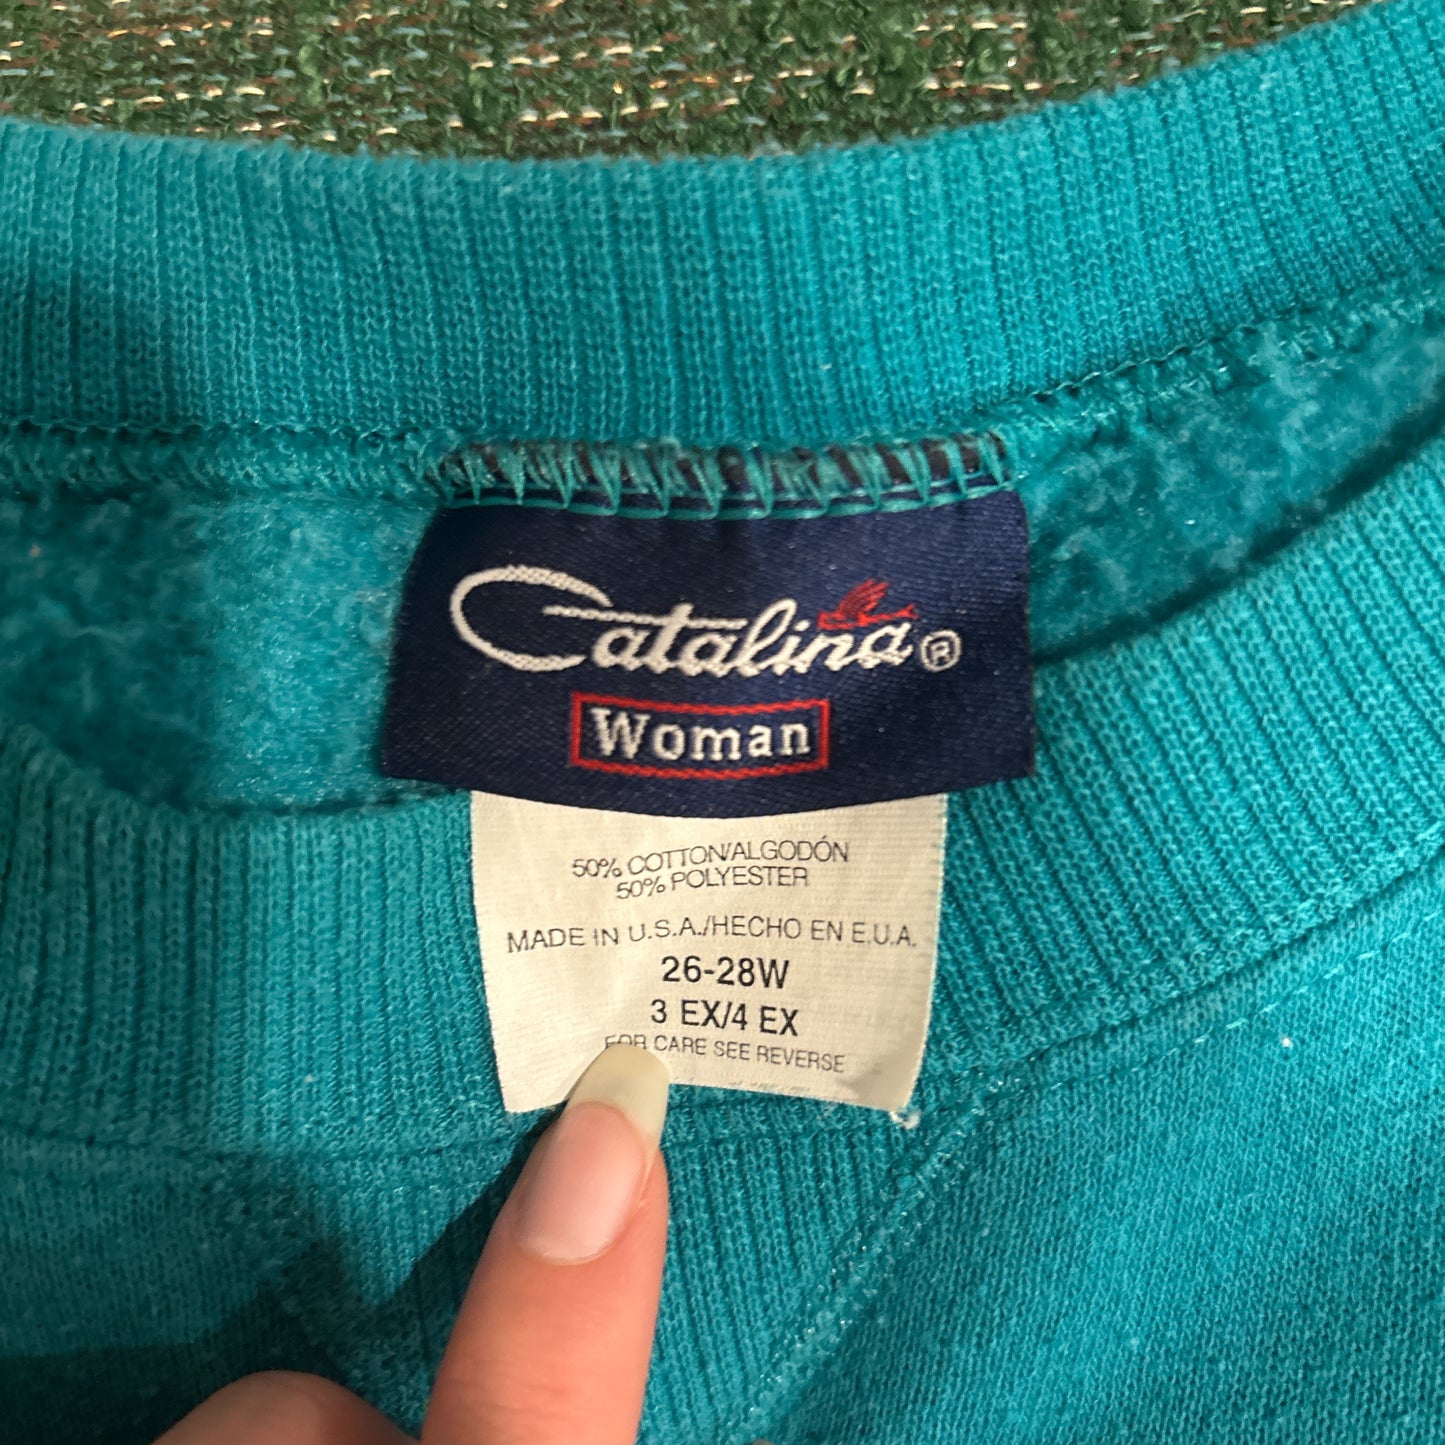 Catalina®
Woman
50% COTTON/ALGODÓN
50% POLYESTER
MADE IN U.S.A./HECHO EN E.U.A.
26-28W
3 EX/4 EX
FOR CARE SEE REVERSE